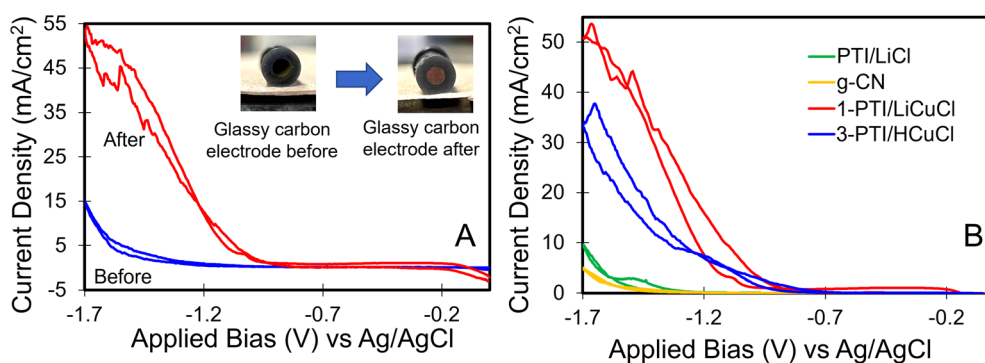 Current Density (mA/cm²)
55
45
35
25
15
5
-5
After
Before
Glassy carbon
electrode before
Glassy carbon
electrode after
A
-1.7
-1.2
-0.7
-0.2
Applied Bias (V) vs Ag/AgCl
Current Density (mA/cm²)
50
40
30
20
10
0
PTI/LiCl
g-CN
1-PTI/LiCuCl
3-PTI/HCuCl
B
-1.7
-1.2
-0.7
-0.2
Applied Bias (V) vs Ag/AgCl